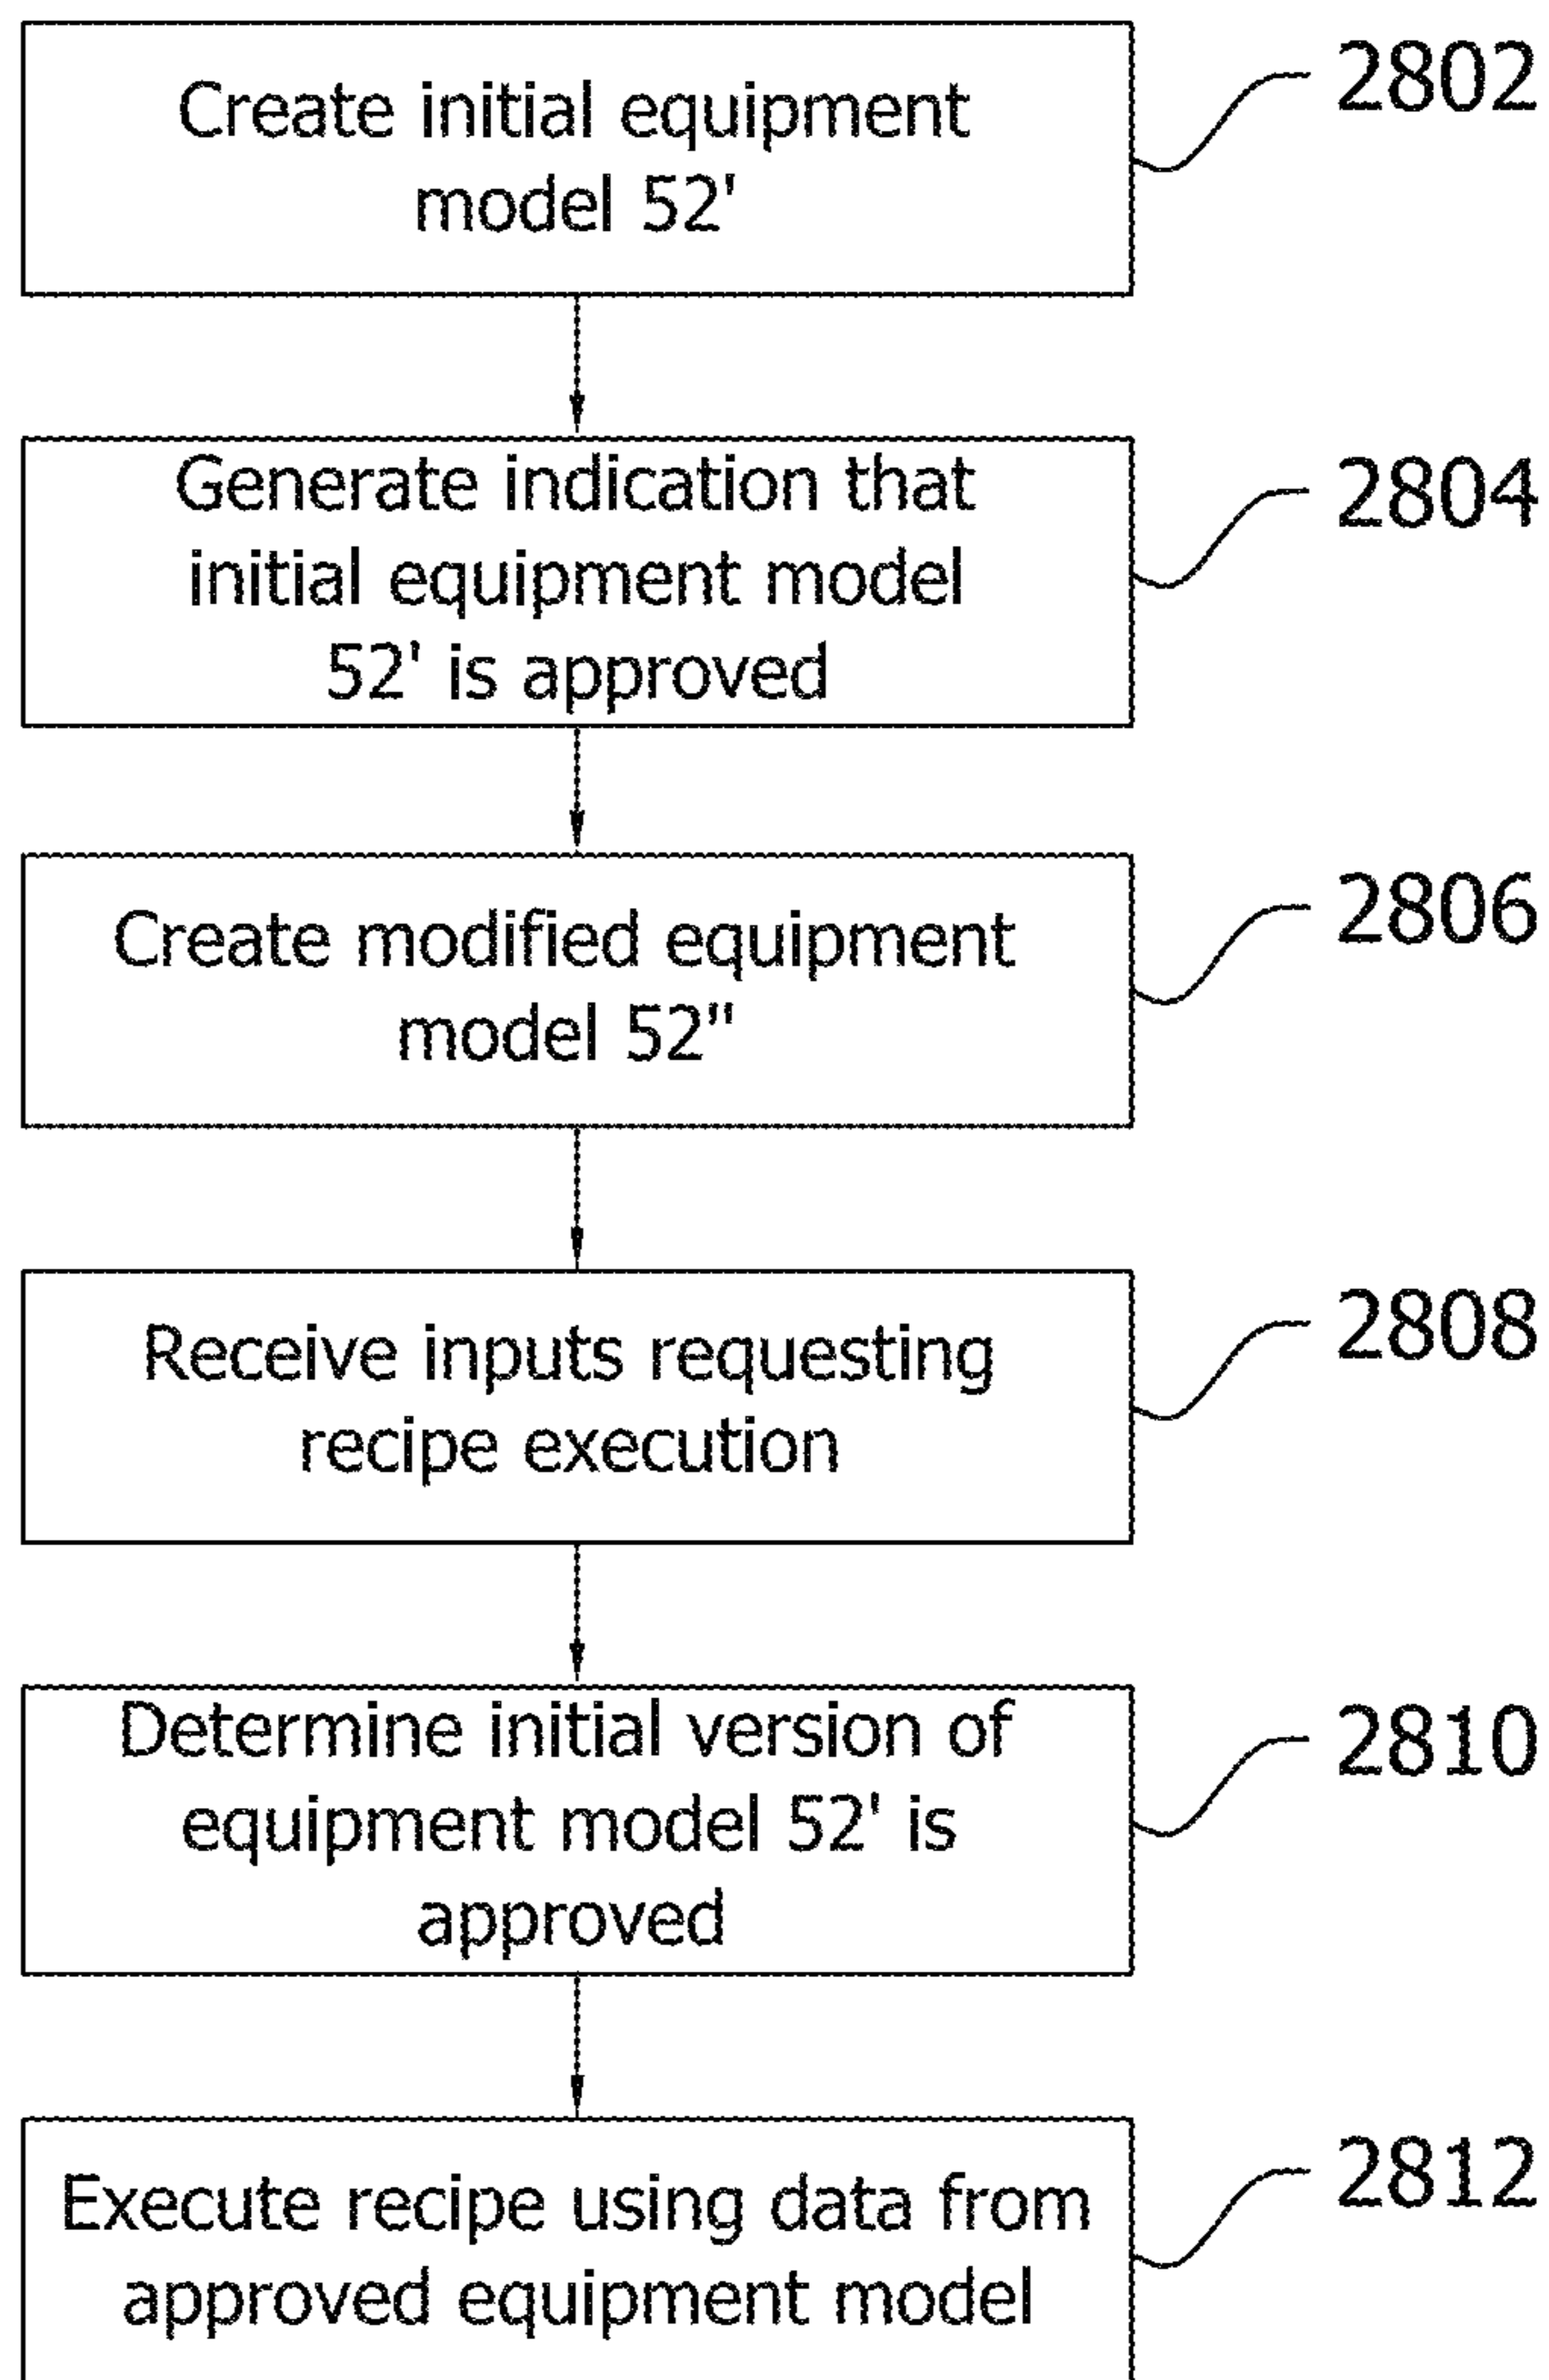 Create initial equipment
model 52'
2802
Generate indication that
initial equipment model
52' is approved
2804
Create modified equipment
model 52"
2806
Receive inputs requesting
recipe execution
2808
Determine initial version of
equipment model 52' is
approved
2810
Execute recipe using data from
approved equipment model
2812